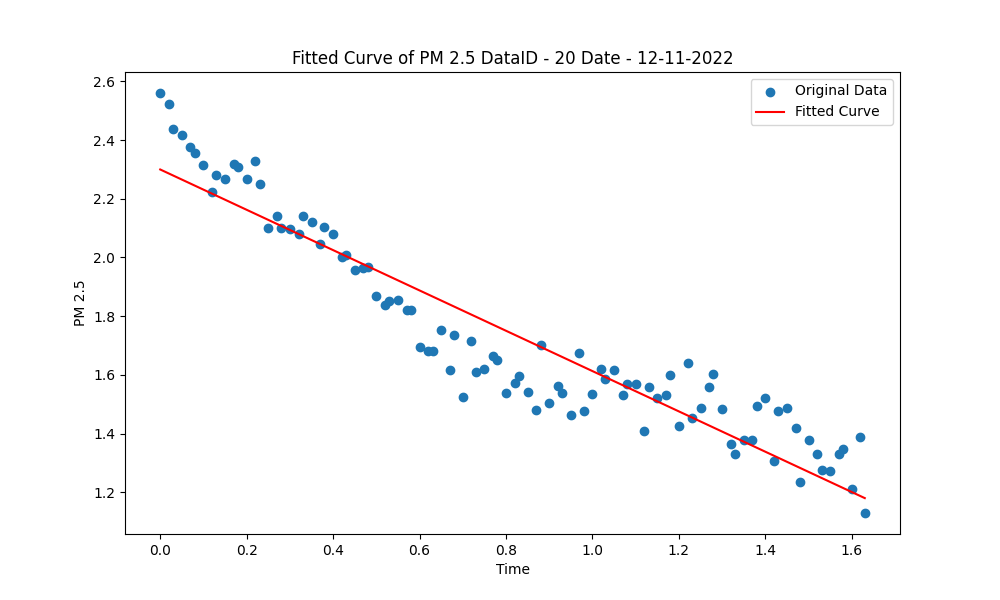 Fitted Curve of PM 2.5 DataID - 20 Date - 12-11-2022
Original Data
Fitted Curve
2.6
2.4
2.2
2.0
1.8
1.6
1.4
1.2
PM 2.5
0.0 0.2 0.4 0.6 0.8 1.0 1.2 1.4 1.6
Time